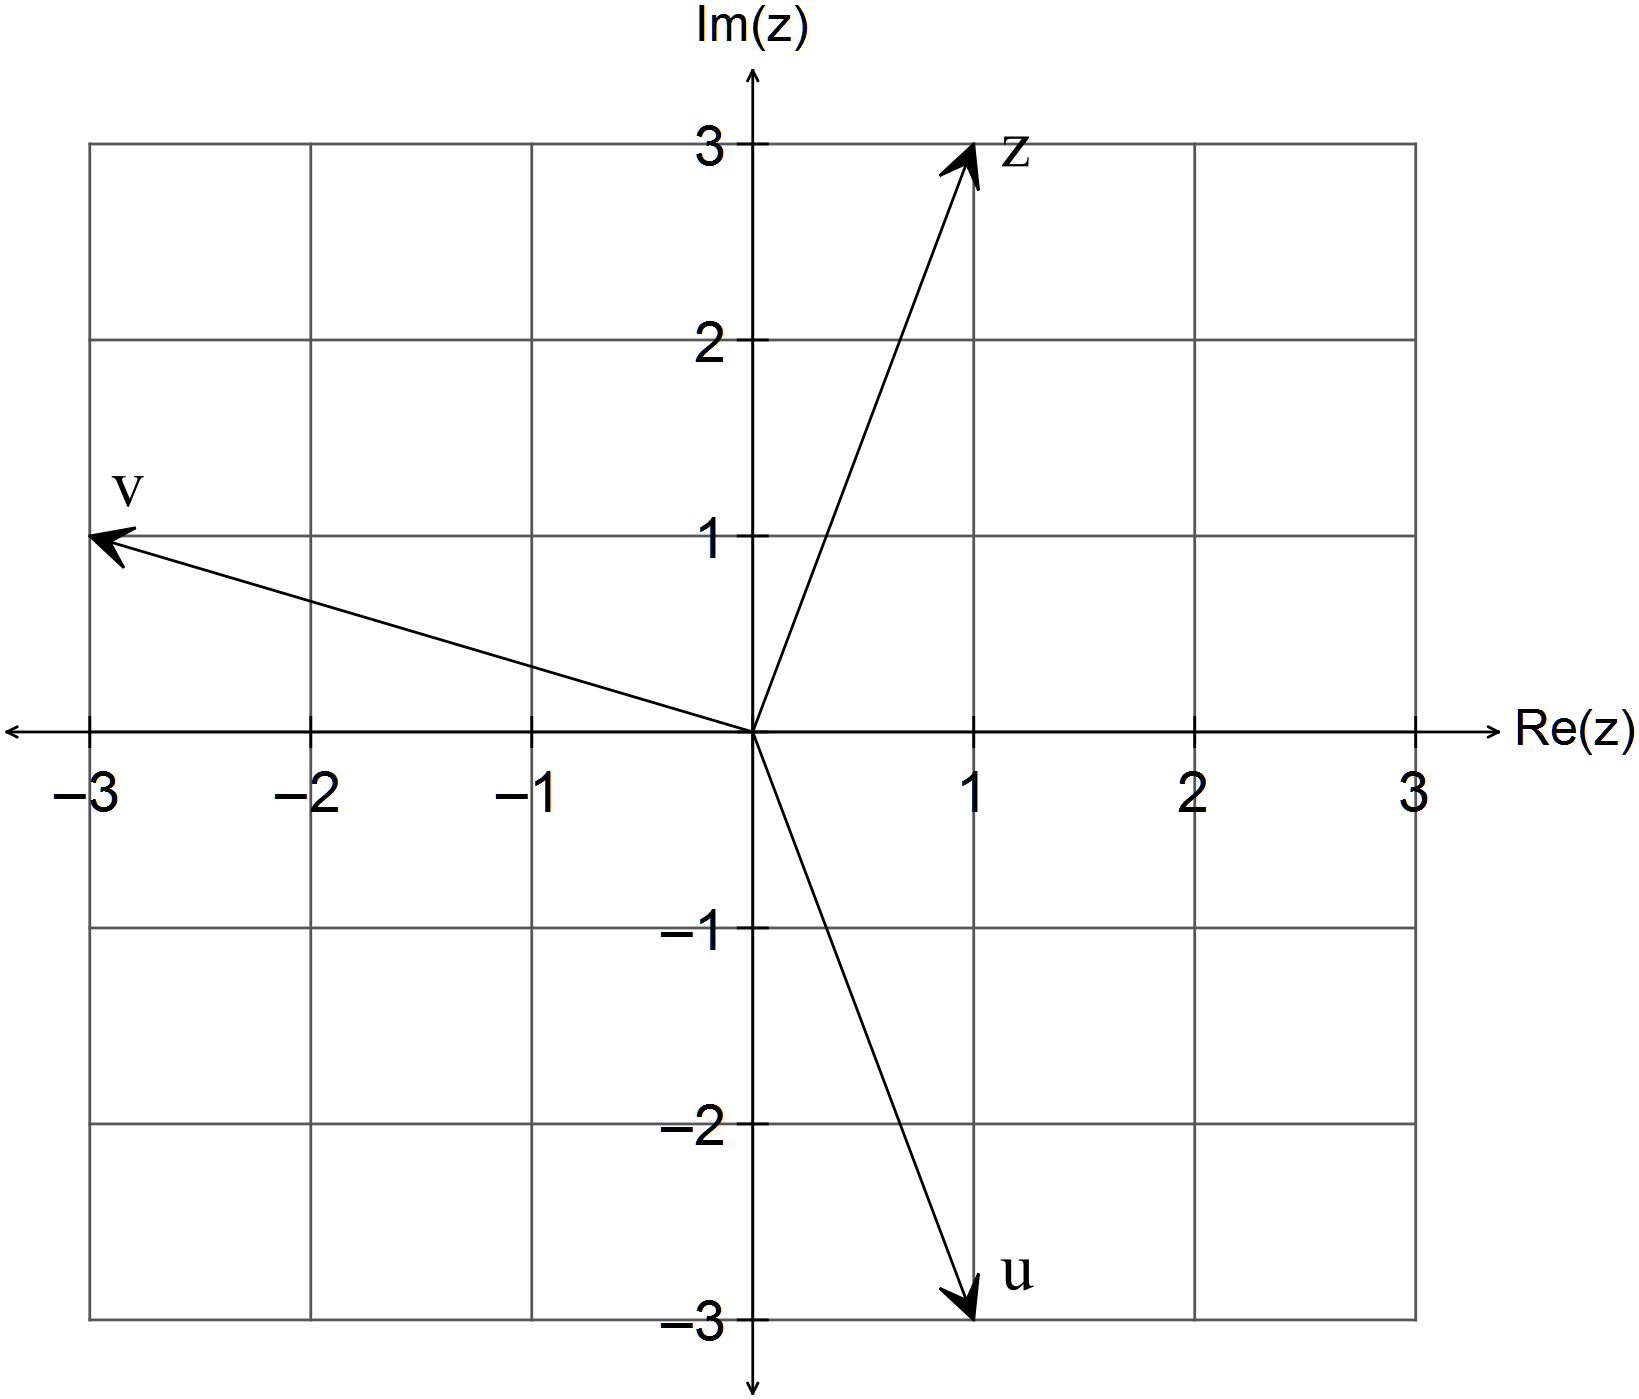 Im(z)
3
z
2
v
1
Re(z)
–3 –2 –1 1 2 3
–1
–2
u
–3